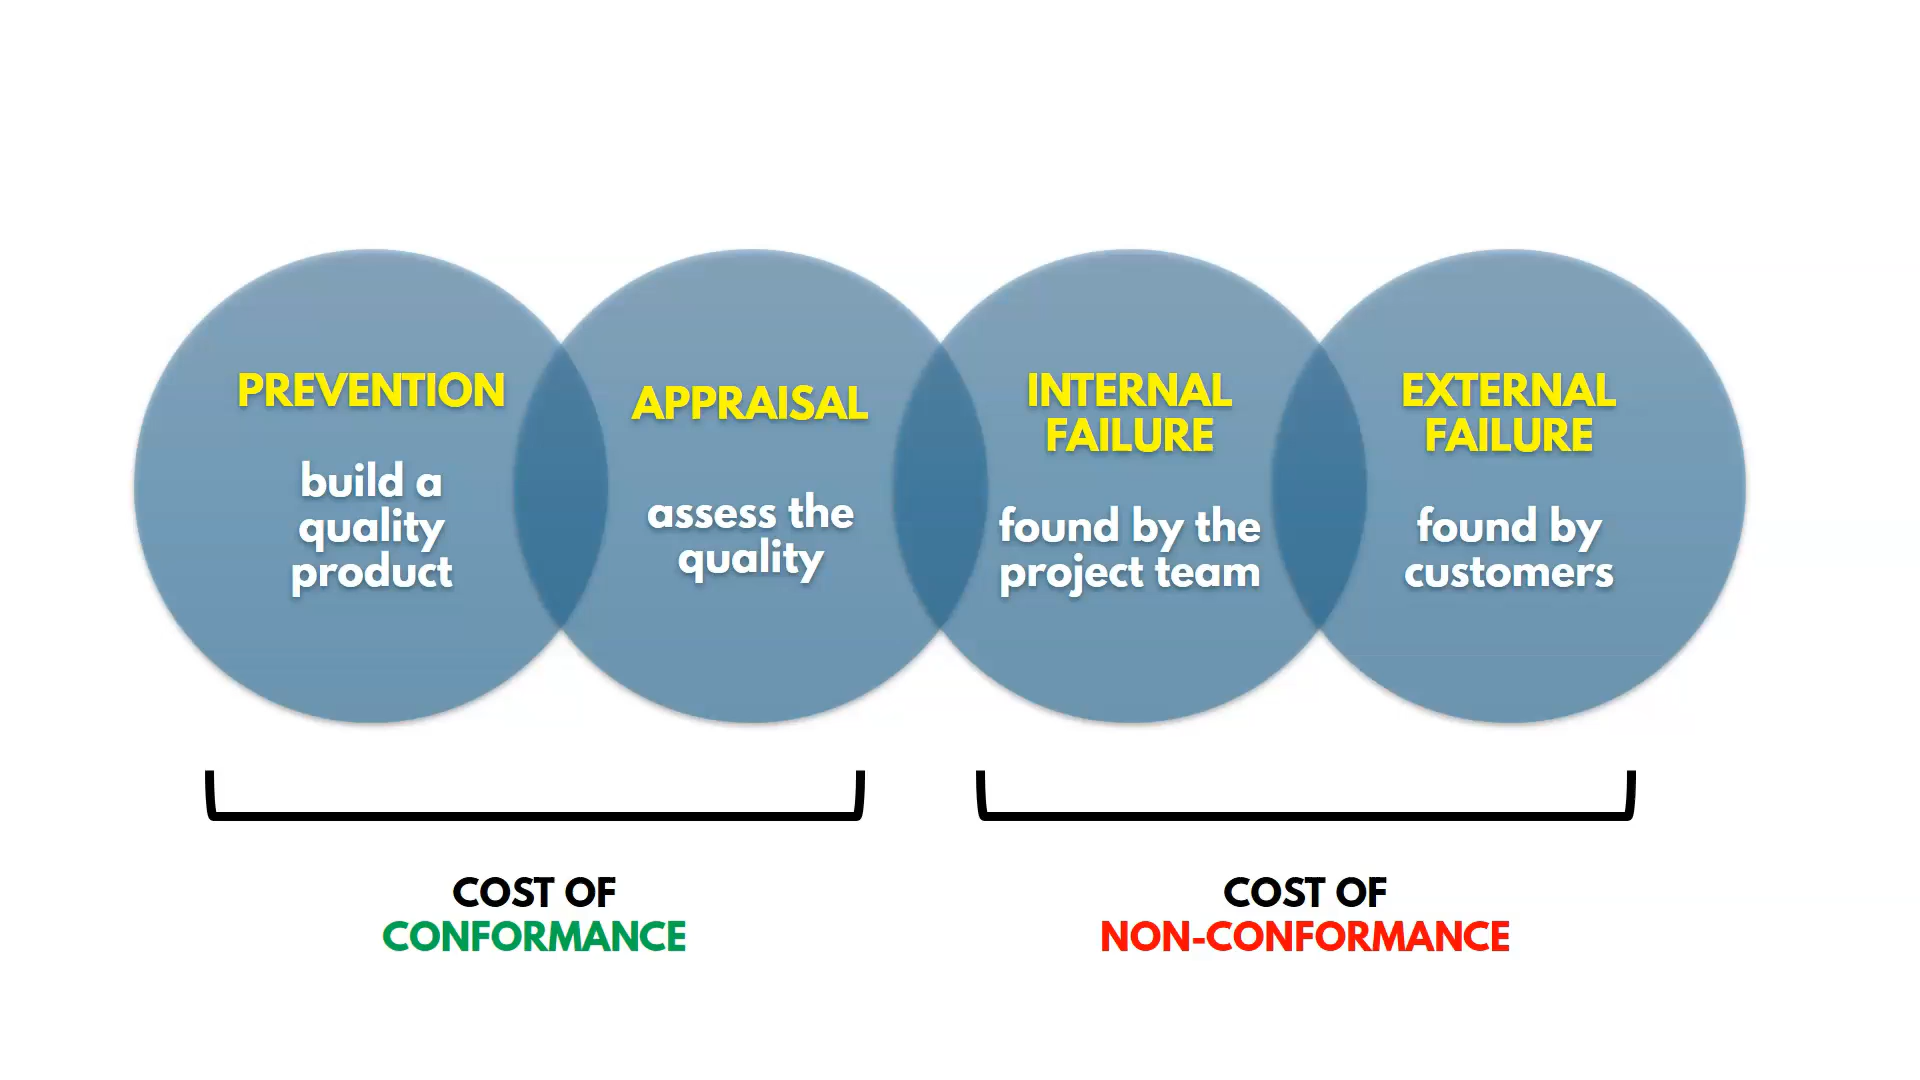 PREVENTION
build a
quality
product
APPRAISAL
assess the
quality
INTERNAL
FAILURE
found by the
project team
EXTERNAL
FAILURE
found by
customers
COST OF
CONFORMANCE
COST OF
NON-CONFORMANCE